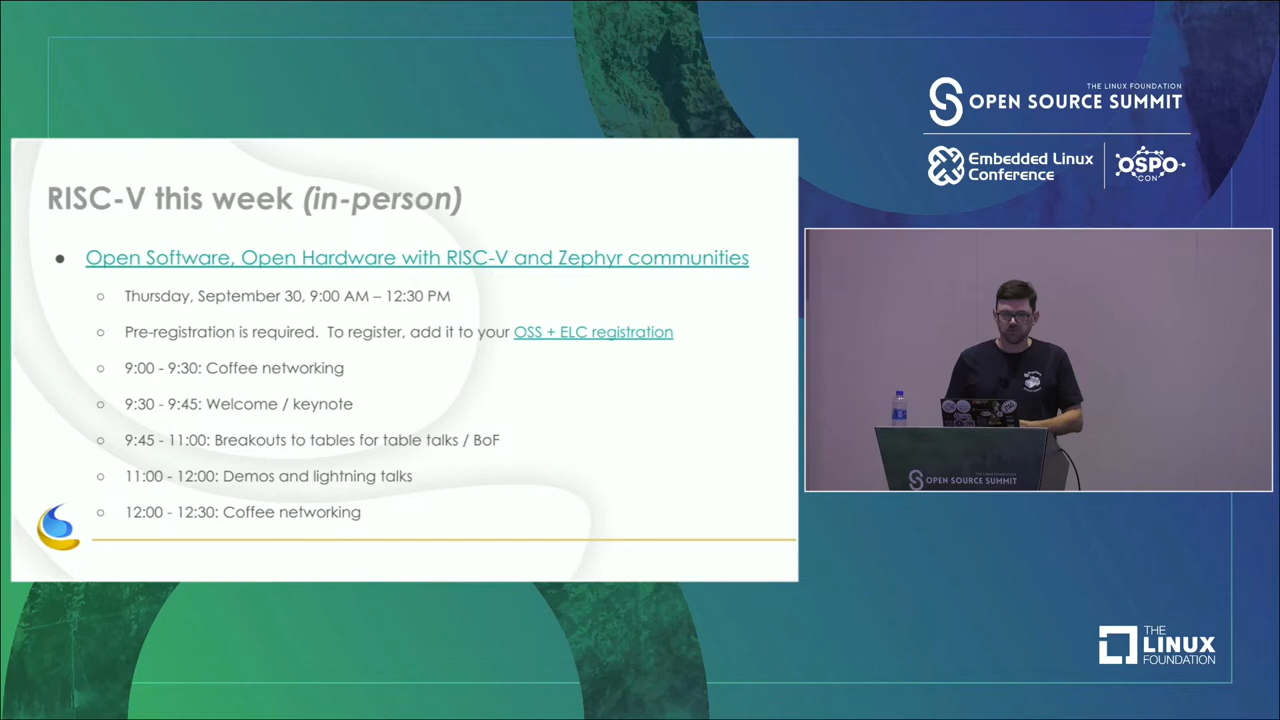 THE LINUX FOUNDATION
OPEN SOURCE SUMMIT
Embedded Linux
Conference
OSPO
CON
RISC-V this week (in-person)
● Open Software, Open Hardware with RISC-V and Zephyr communities
○ Thursday, September 30, 9:00 AM – 12:30 PM
○ Pre-registration is required. To register, add it to your OSS + ELC registration
○ 9:00 - 9:30: Coffee networking
○ 9:30 - 9:45: Welcome / keynote
○ 9:45 - 11:00: Breakouts to tables for table talks / BoF
○ 11:00 - 12:00: Demos and lightning talks
○ 12:00 - 12:30: Coffee networking
OPEN SOURCE SUMMIT
THE
LINUX
FOUNDATION